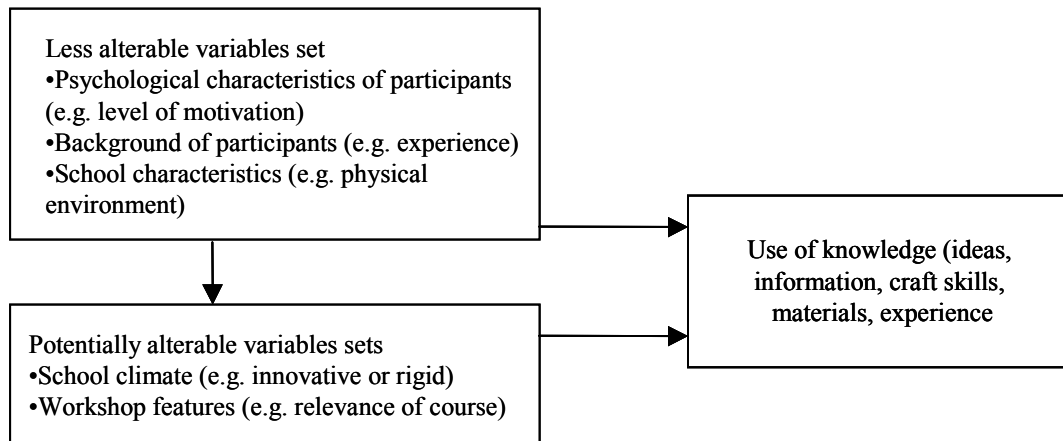 Less alterable variables set
•Psychological characteristics of participants
(e.g. level of motivation)
•Background of participants (e.g. experience)
•School characteristics (e.g. physical
environment)
Use of knowledge (ideas,
information, craft skills,
materials, experience
Potentially alterable variables sets
•School climate (e.g. innovative or rigid)
•Workshop features (e.g. relevance of course)